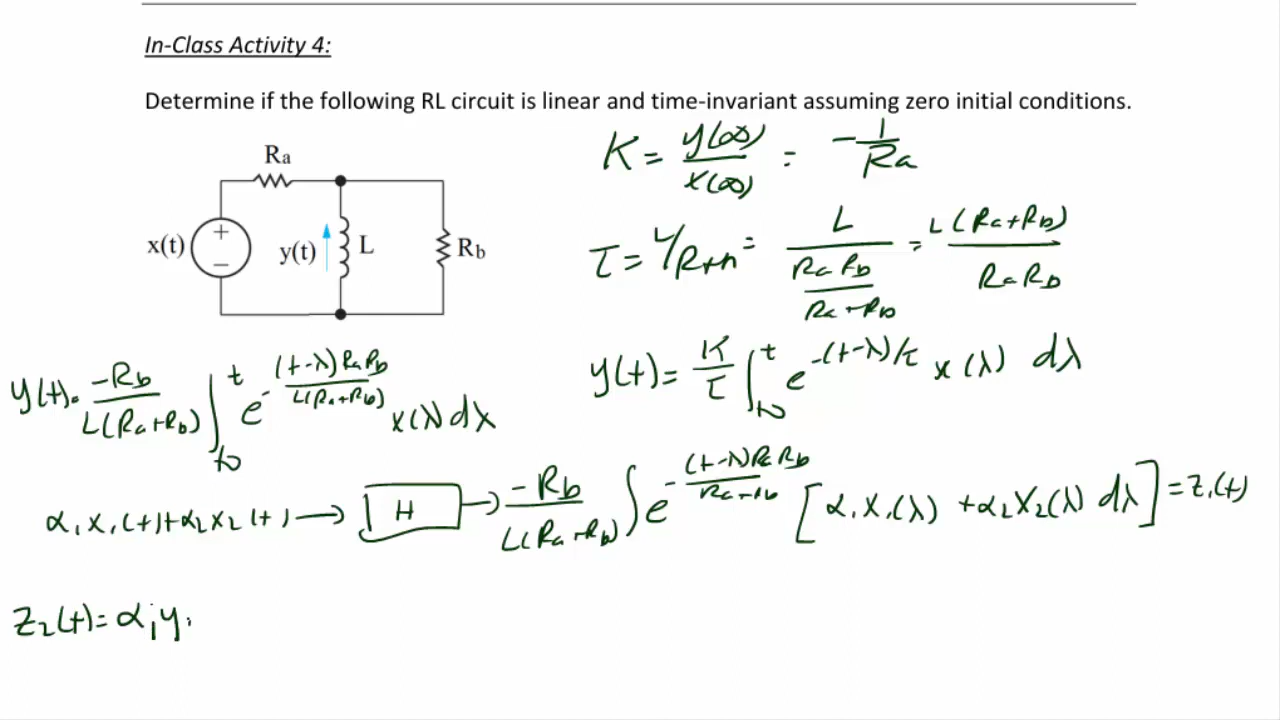 In-Class Activity 4:
Determine if the following RL circuit is linear and time-invariant assuming zero initial conditions.
Ra
x(t)
+
−
y(t)
L
Rb
K = y(∞)/x(∞) = -1/Ra
τ = L/Rth = L/(RaRb/(Ra+Rb)) = L(Ra+Rb)/(RaRb)
y(t) = K/τ ∫_{t0}^{t} e^{-(t-λ)/τ} x(λ) dλ
y(t) = -Rb/(L(Ra+Rb)) ∫_{t0}^{t} e^{-(t-λ)RaRb/(L(Ra+Rb))} x(λ) dλ
α1x1(t)+α2x2(t) → H → -Rb/(L(Ra+Rb)) ∫ e^{-(t-λ)RaRb/(Ra+Lb)} [α1x1(λ) + α2x2(λ) dλ] = z1(t)
z2(t) = α1y